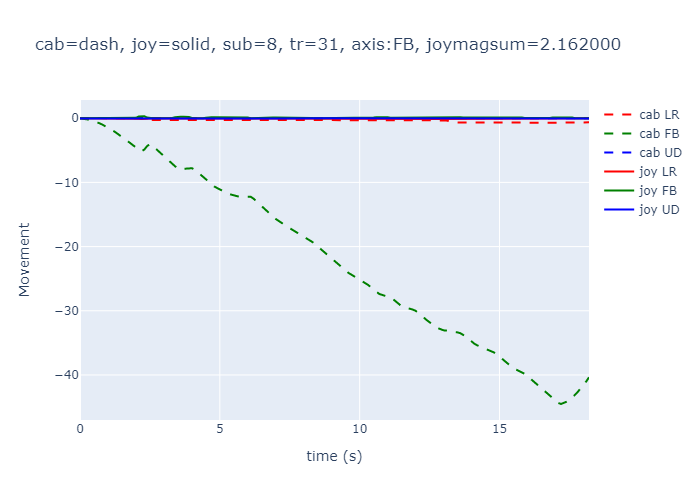 cab=dash, joy=solid, sub=8, tr=31, axis:FB, joymagsum=2.162000
cab LR
cab FB
cab UD
joy LR
joy FB
joy UD
Movement
0
−10
−20
−30
−40
0
5
10
15
time (s)